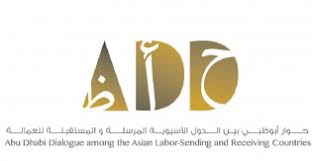 ADD
ح أ ظ
حوار أبوظبي بين الدول الآسيوية المرسلة و المستقبلة للعمالة
Abu Dhabi Dialogue among the Asian Labor-Sending and Receiving Countries